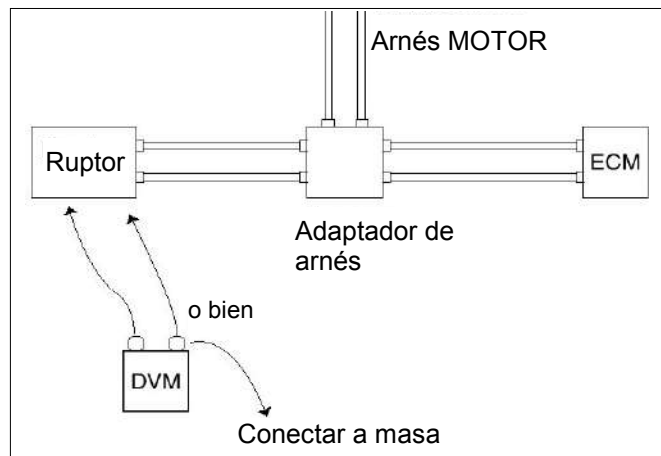 Arnés MOTOR
Ruptor
ECM
Adaptador de
arnés
o bien
DVM
Conectar a masa